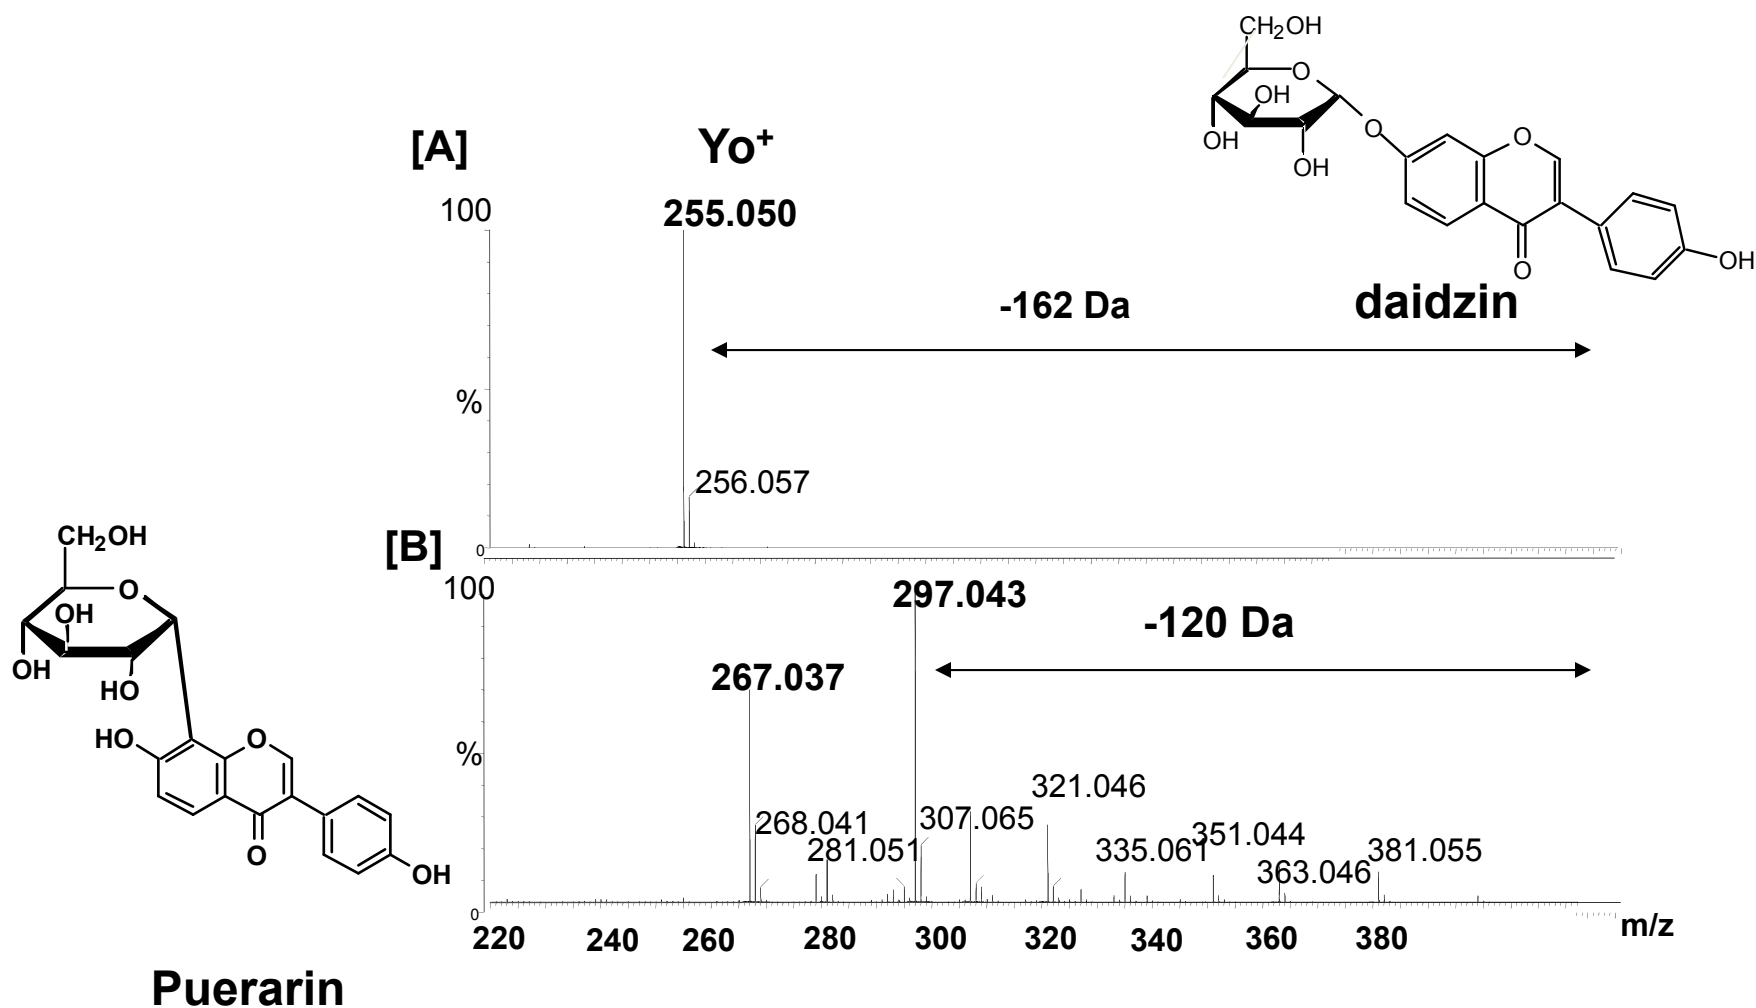 CH₂OH
O
OH
OH
OH
O
O
O
OH
daidzin
[A]
Yo⁺
100
255.050
-162 Da
%
256.057
0
[B]
100
297.043
-120 Da
267.037
%
321.046
268.041
307.065
281.051
335.061
351.044
363.046
381.055
0
220 240 260 280 300 320 340 360 380
m/z
CH₂OH
O
OH
OH
HO
HO
O
O
OH
Puerarin